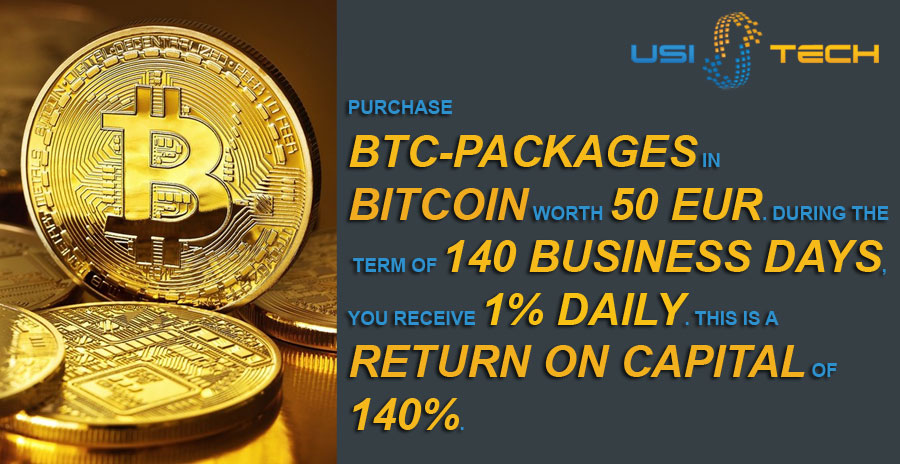 USI TECH
PURCHASE
BTC-PACKAGES IN
BITCOIN WORTH 50 EUR. DURING THE
TERM OF 140 BUSINESS DAYS,
YOU RECEIVE 1% DAILY. THIS IS A
RETURN ON CAPITAL OF
140%.